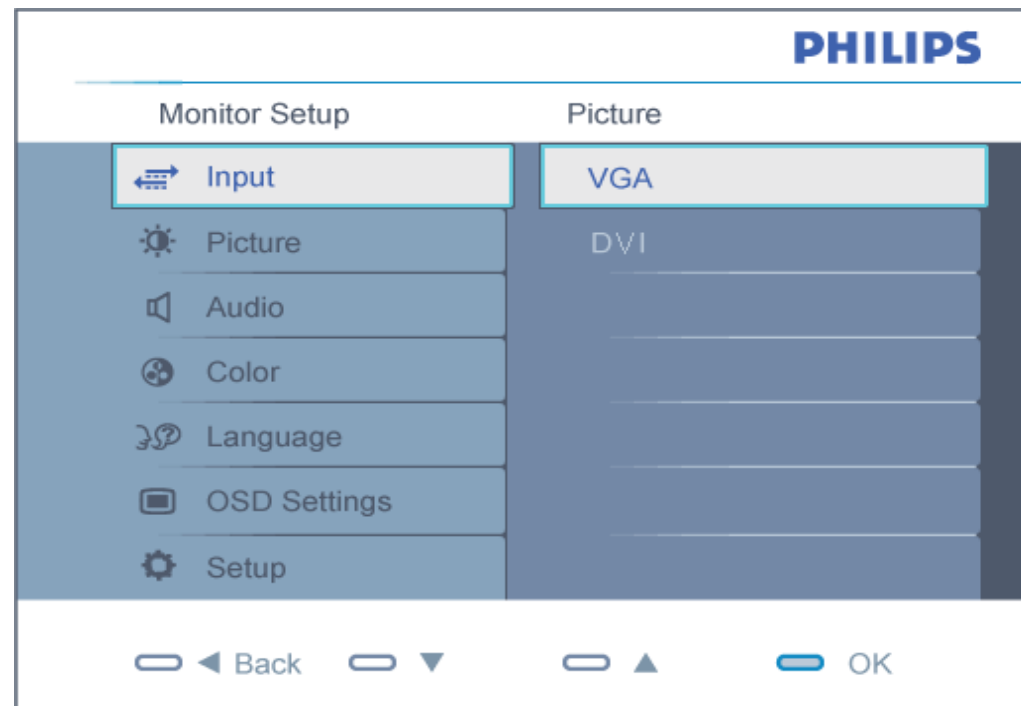 PHILIPS
Monitor Setup Picture
Input VGA
Picture DVI
Audio
Color
Language
OSD Settings
Setup
Back OK